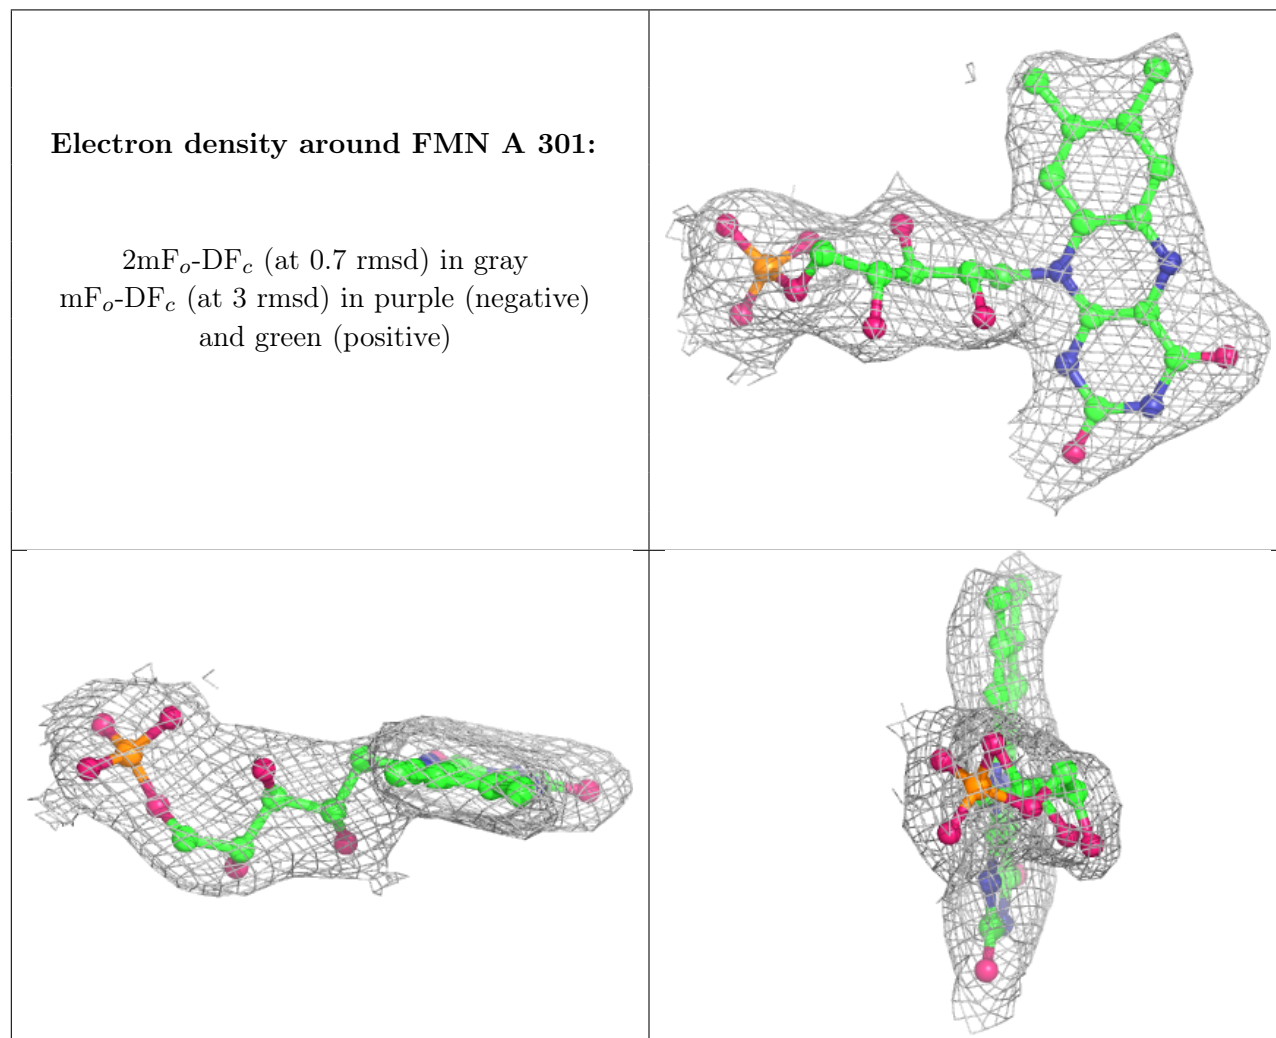 Electron density around FMN A 301:
2mFₒ-DF𝒸 (at 0.7 rmsd) in gray
mFₒ-DF𝒸 (at 3 rmsd) in purple (negative)
and green (positive)